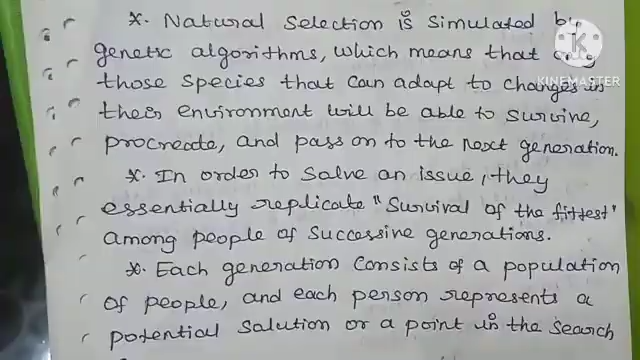 *. Natural Selection is simulated by
genetic algorithms, which means that
those species that can adapt to changes in
their environment will be able to survive,
procreate, and pass on to the next generation.
*. In order to solve an issue, they
essentially replicate "Survival of the fittest"
among people of successive generations.
*. Each generation consists of a population
of people, and each person represents a
potential solution or a point in the search
KINEMASTER